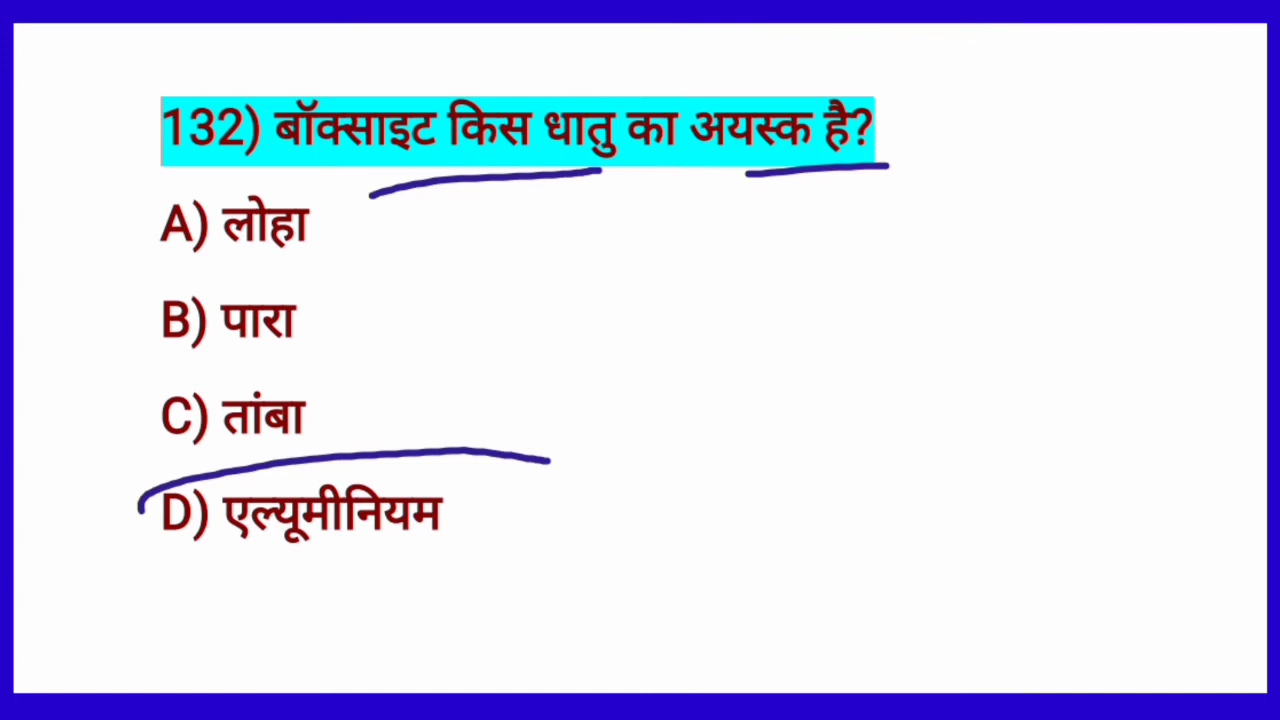 132) बॉक्साइट किस धातु का अयस्क है?
A) लोहा
B) पारा
C) तांबा
D) एल्यूमीनियम